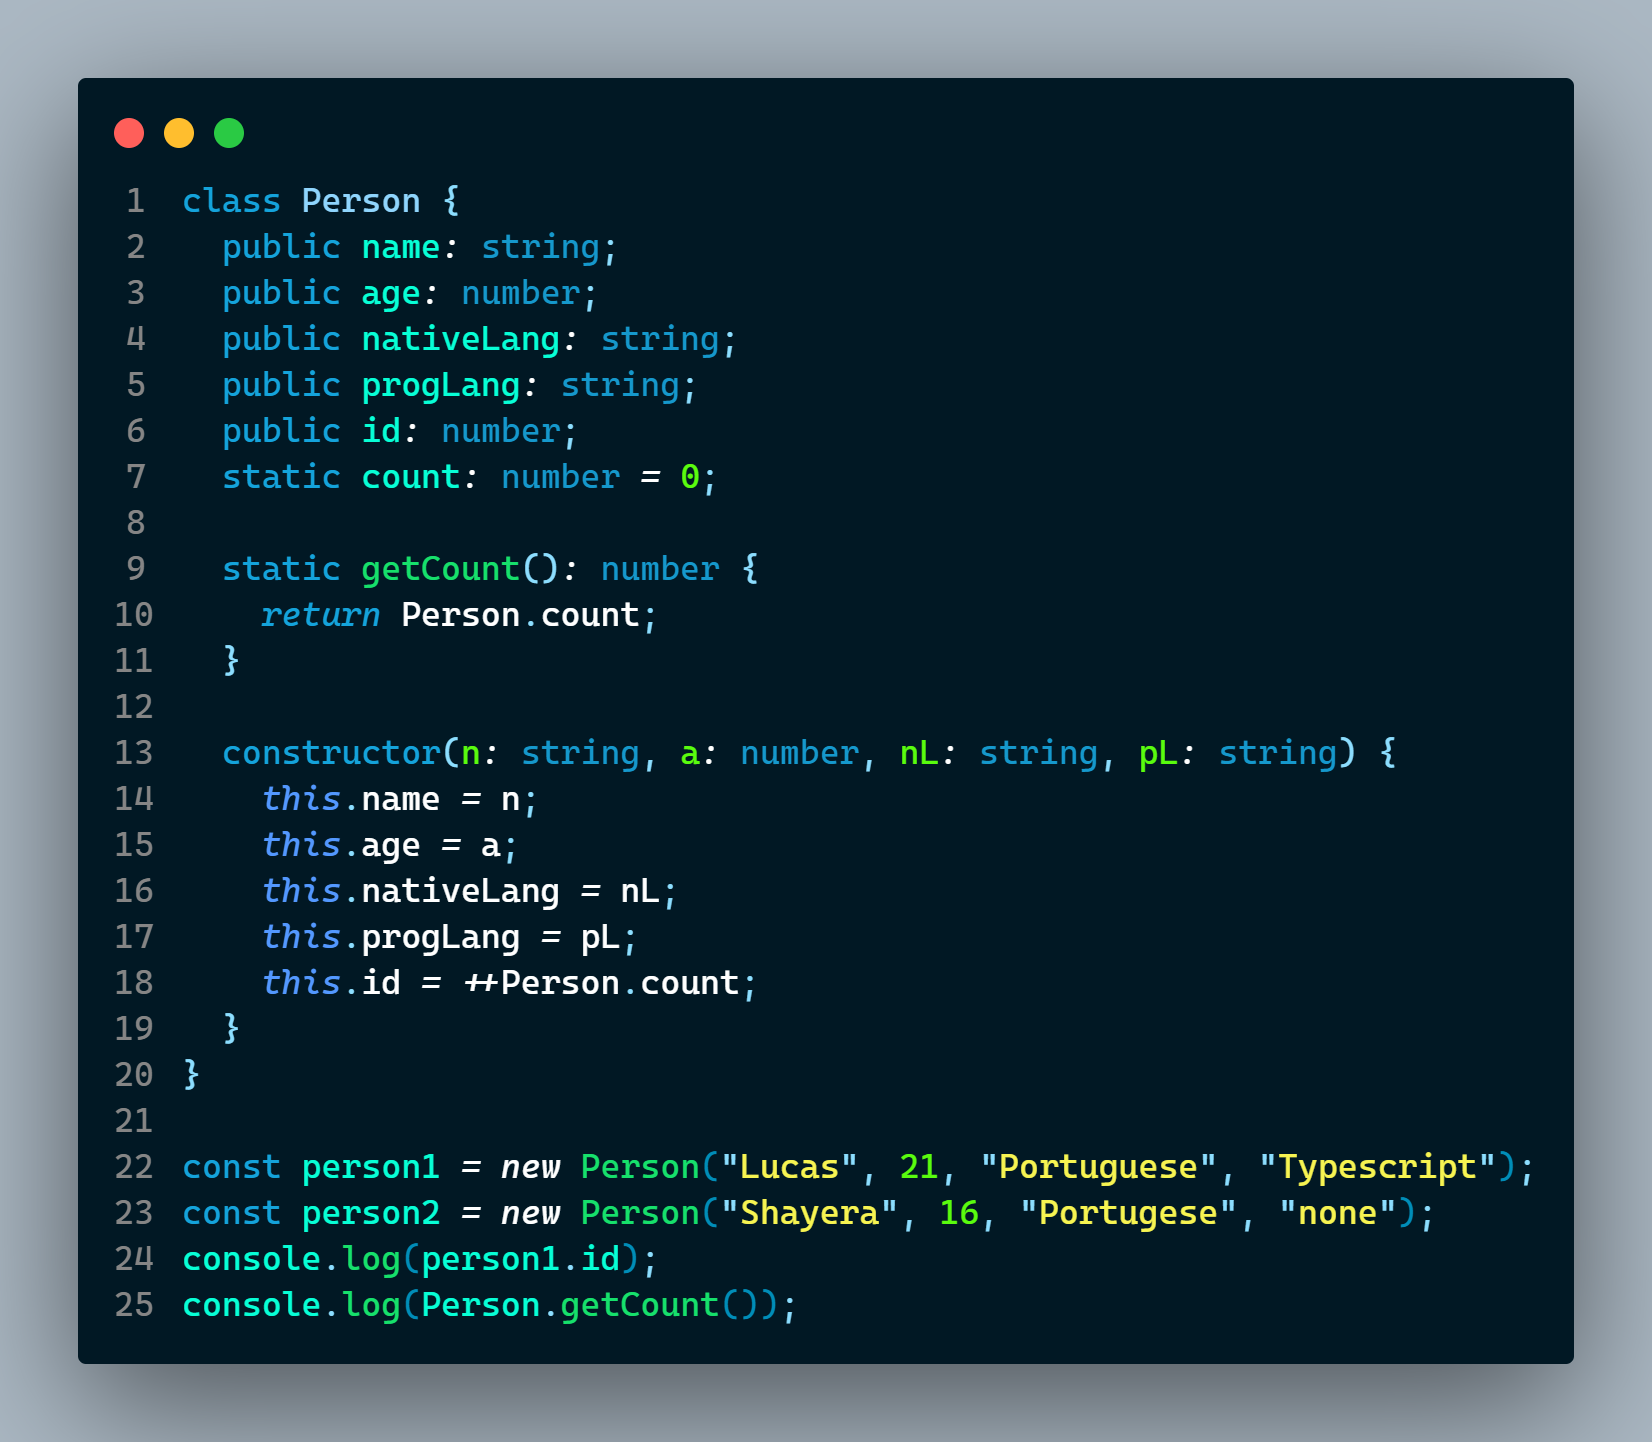 1 class Person {
2   public name: string;
3   public age: number;
4   public nativeLang: string;
5   public progLang: string;
6   public id: number;
7   static count: number = 0;
8
9   static getCount(): number {
10     return Person.count;
11   }
12
13   constructor(n: string, a: number, nL: string, pL: string) {
14     this.name = n;
15     this.age = a;
16     this.nativeLang = nL;
17     this.progLang = pL;
18     this.id = ++Person.count;
19   }
20 }
21
22 const person1 = new Person("Lucas", 21, "Portuguese", "Typescript");
23 const person2 = new Person("Shayera", 16, "Portugese", "none");
24 console.log(person1.id);
25 console.log(Person.getCount());